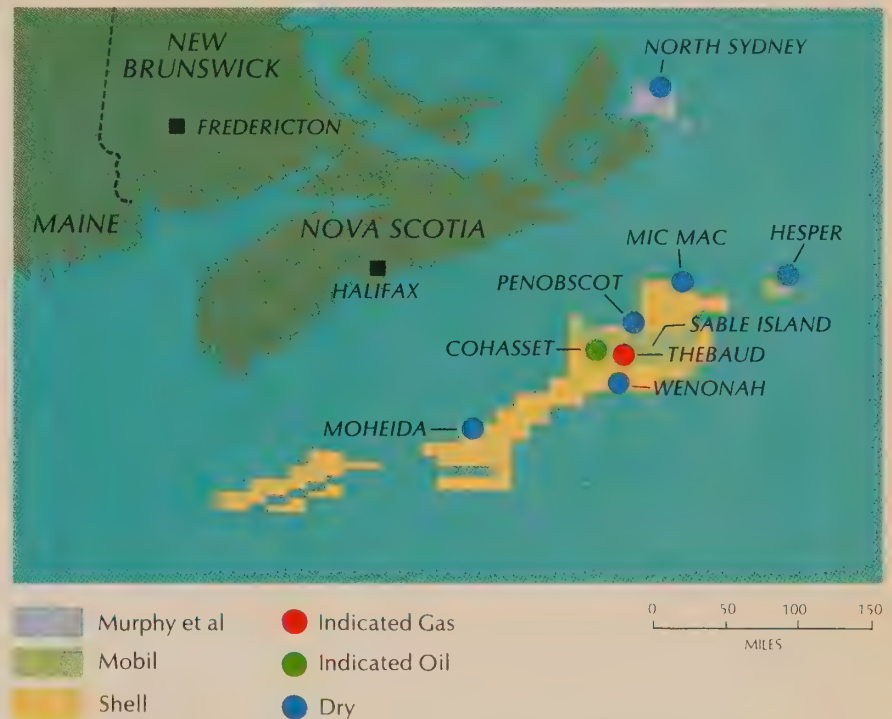 NEW
BRUNSWICK
NORTH SYDNEY
FREDERICTON
MAINE
NOVA SCOTIA
HALIFAX
MIC MAC
HESPER
PENOBSCOT
SABLE ISLAND
COHASSET
THEBAUD
WENONAH
MOHEIDA
Murphy et al
Mobil
Shell
Indicated Gas
Indicated Oil
Dry
0 50 100 150
MILES